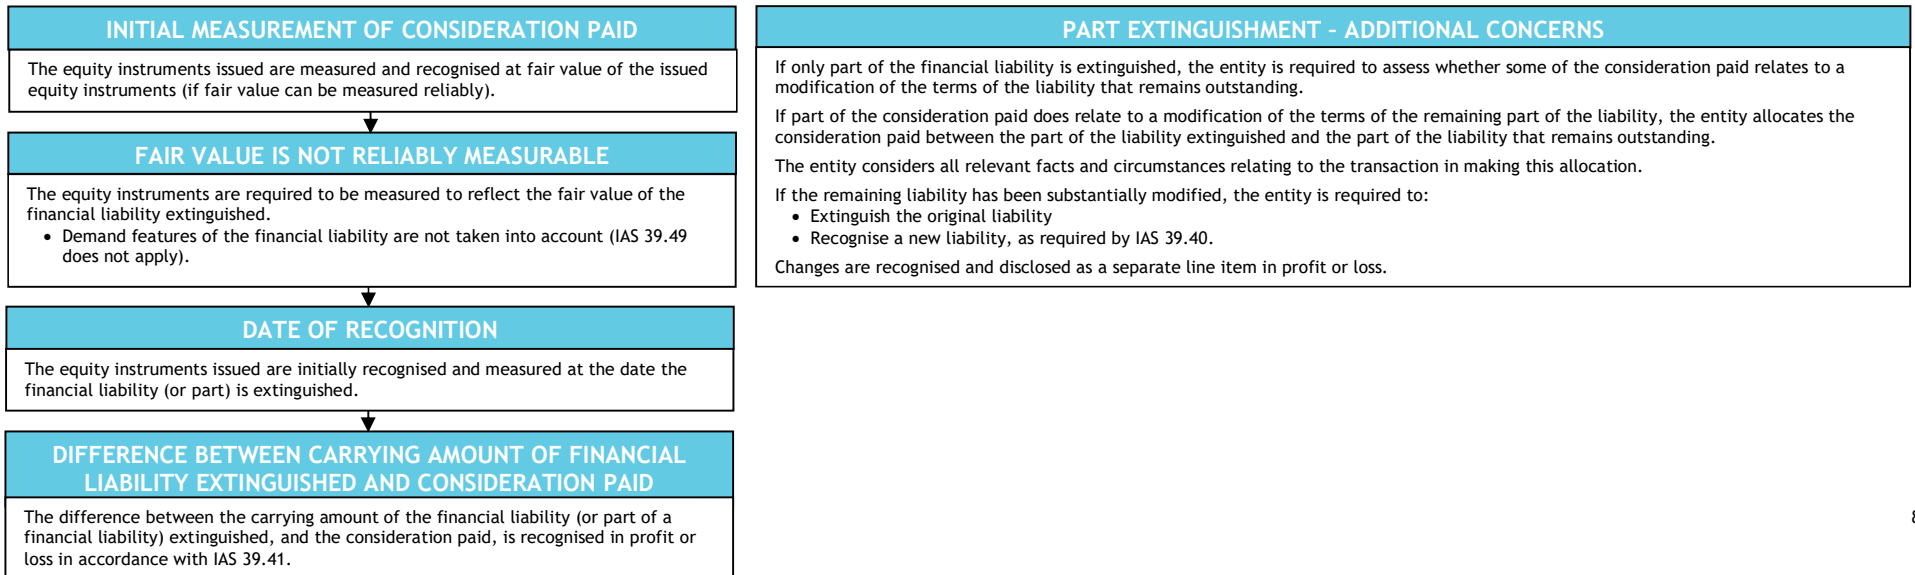 INITIAL MEASUREMENT OF CONSIDERATION PAID
The equity instruments issued are measured and recognised at fair value of the issued
equity instruments (if fair value can be measured reliably).
FAIR VALUE IS NOT RELIABLY MEASURABLE
The equity instruments are required to be measured to reflect the fair value of the
financial liability extinguished.
• Demand features of the financial liability are not taken into account (IAS 39.49
does not apply).
DATE OF RECOGNITION
The equity instruments issued are initially recognised and measured at the date the
financial liability (or part) is extinguished.
DIFFERENCE BETWEEN CARRYING AMOUNT OF FINANCIAL
LIABILITY EXTINGUISHED AND CONSIDERATION PAID
The difference between the carrying amount of the financial liability (or part of a
financial liability) extinguished, and the consideration paid, is recognised in profit or
loss in accordance with IAS 39.41.
PART EXTINGUISHMENT – ADDITIONAL CONCERNS
If only part of the financial liability is extinguished, the entity is required to assess whether some of the consideration paid relates to a
modification of the terms of the liability that remains outstanding.
If part of the consideration paid does relate to a modification of the terms of the remaining part of the liability, the entity allocates the
consideration paid between the part of the liability extinguished and the part of the liability that remains outstanding.
The entity considers all relevant facts and circumstances relating to the transaction in making this allocation.
If the remaining liability has been substantially modified, the entity is required to:
• Extinguish the original liability
• Recognise a new liability, as required by IAS 39.40.
Changes are recognised and disclosed as a separate line item in profit or loss.